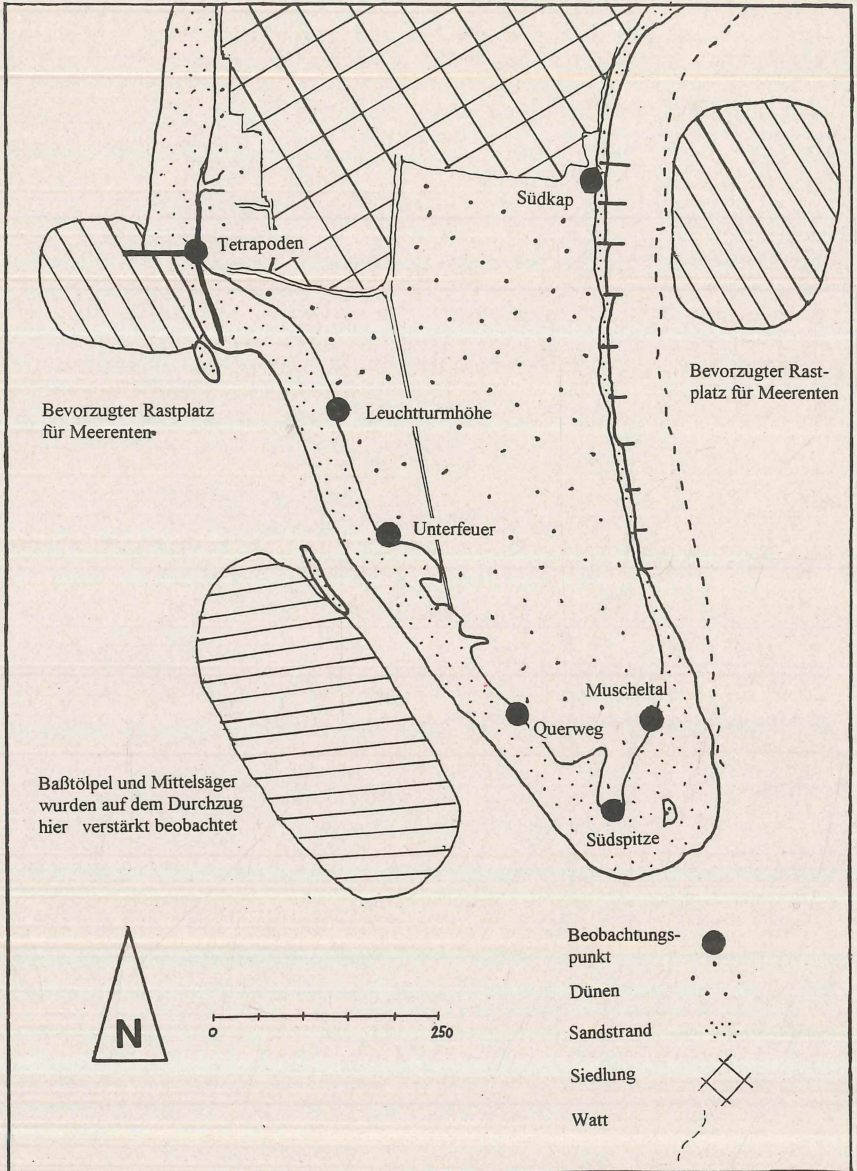 Südkap
Tetrapoden
Bevorzugter Rast-
platz für Meerenten
Bevorzugter Rastplatz
für Meerenten
Leuchtturmhöhe
Unterfeuer
Muscheltal
Querweg
Baßtölpel und Mittelsäger
wurden auf dem Durchzug
hier verstärkt beobachtet
Südspitze
Beobachtungs-
punkt
Dünen
Sandstrand
Siedlung
Watt
N
0 250